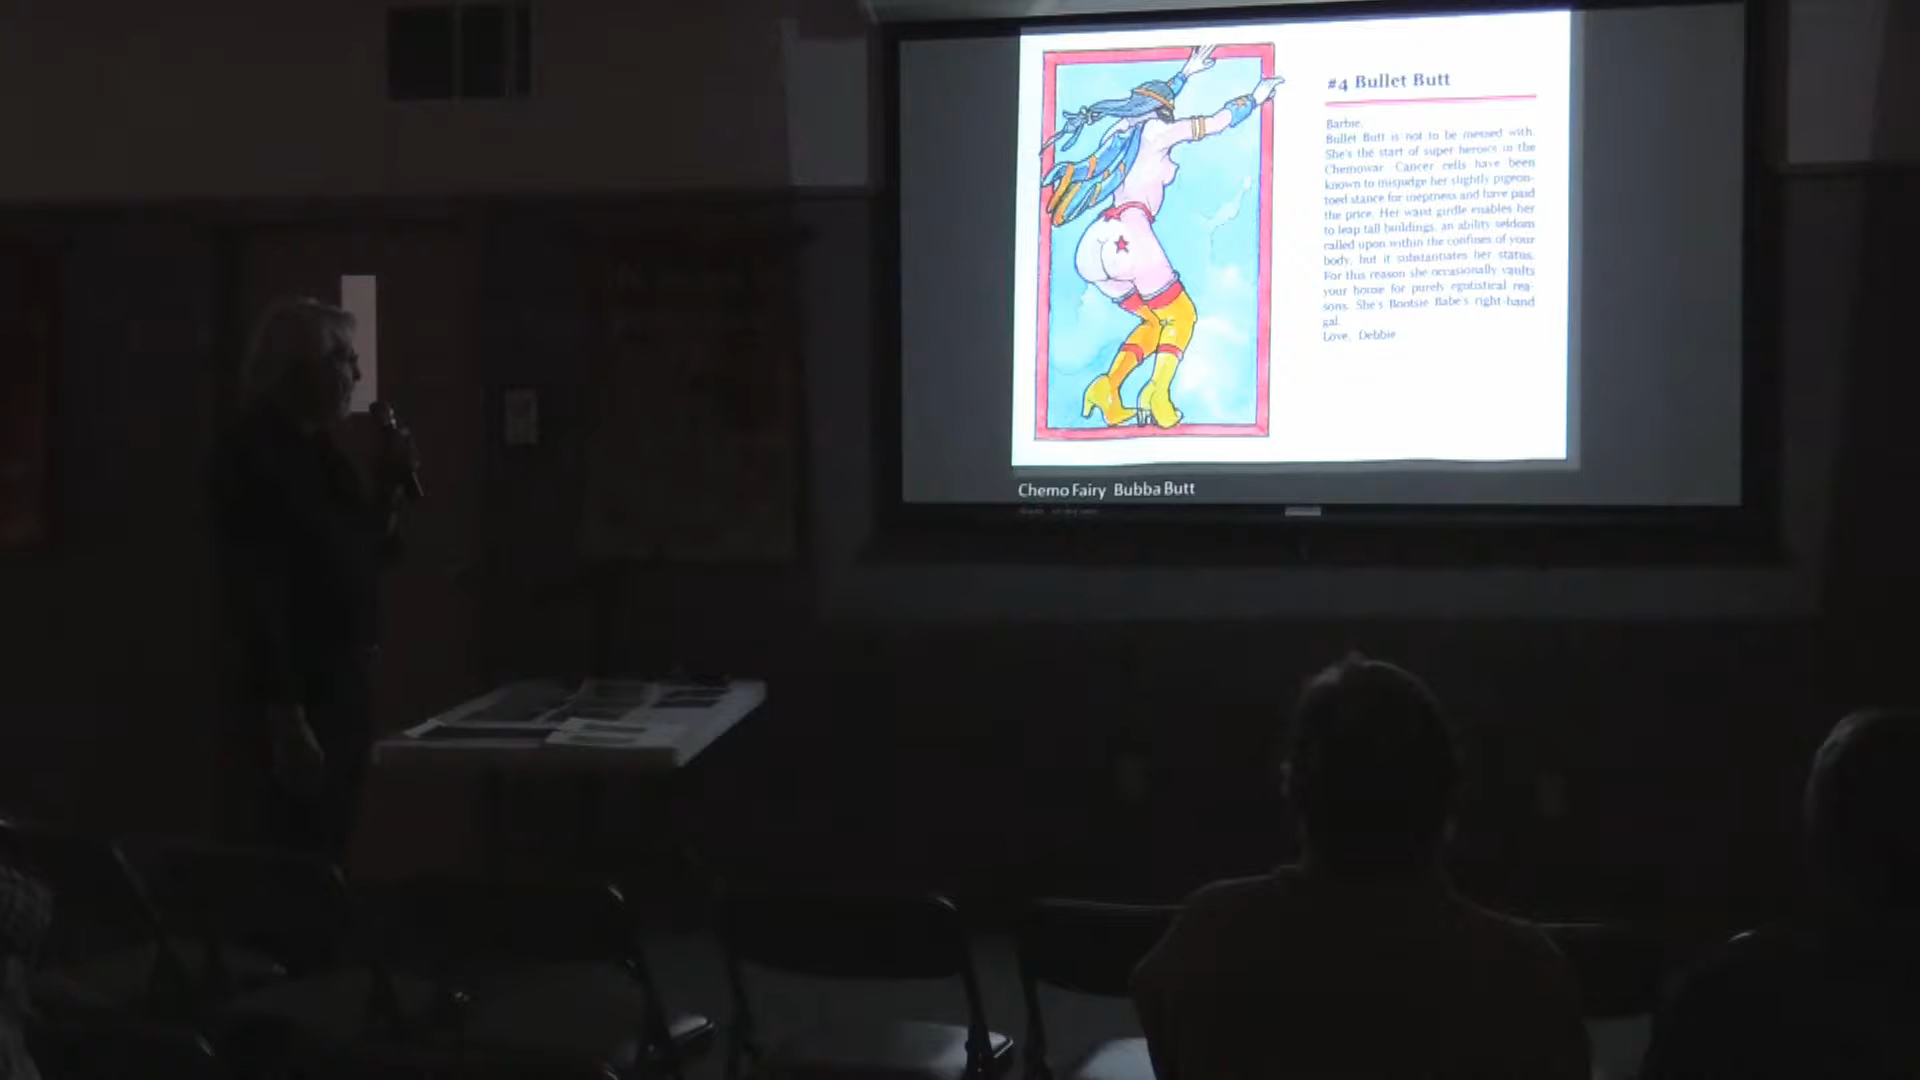 #4 Bullet Butt
Barbie,
Bullet Butt is not to be messed with.
She's the start of super heroics in the
Chemowar. Cancer cells have been
known to misjudge her slightly pigeon-
toed stance for ineptness and have paid
the price. Her waist girdle enables her
to leap tall buildings, an ability seldom
called upon within the confines of your
body, but it substantiates her status.
For this reason she occasionally vaults
your house for purely egotistical rea-
sons. She's Bootsie Babe's right-hand
gal.
Love, Debbie
Chemo Fairy Bubba Butt